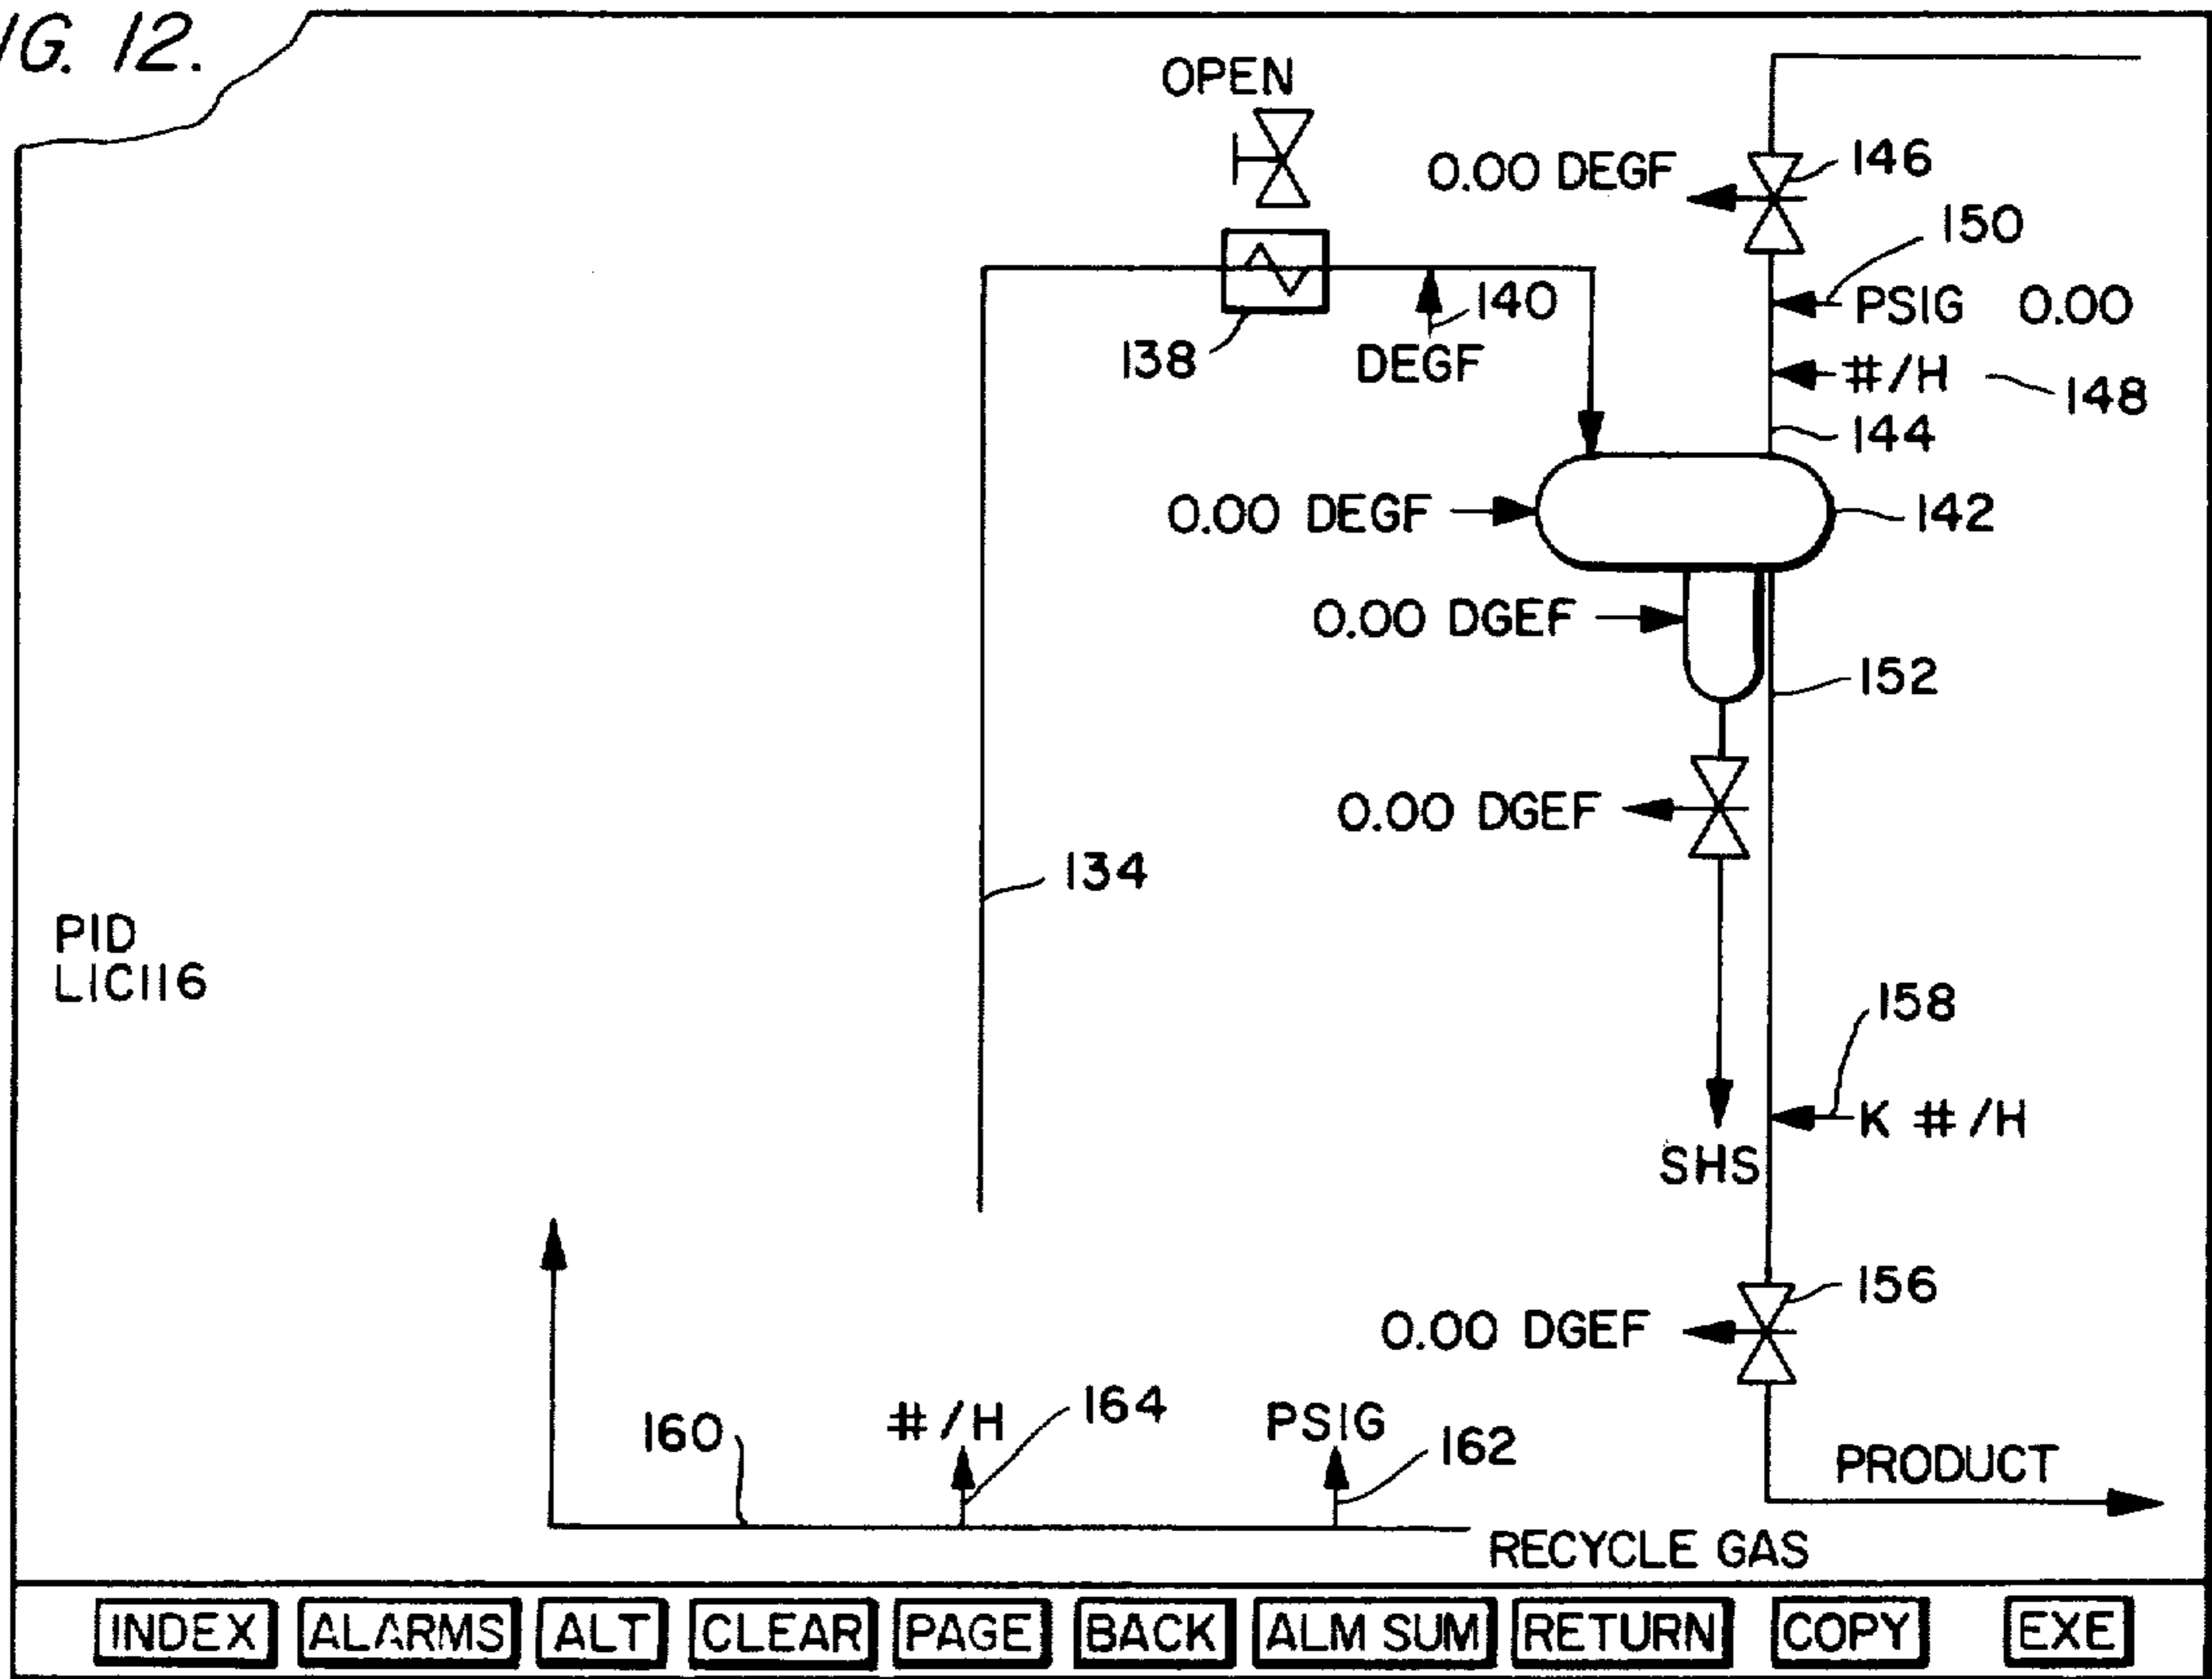 IG. 12.
OPEN
0.00 DEGF
146
150
PSIG 0.00
140
138
DEGF
#/H
148
144
0.00 DEGF
142
0.00 DGEF
152
0.00 DGEF
134
PID
LIC116
158
K #/H
SHS
156
0.00 DGEF
160
#/H
164
PSIG
162
PRODUCT
RECYCLE GAS
INDEX ALARMS ALT CLEAR PAGE BACK ALM SUM RETURN COPY EXE